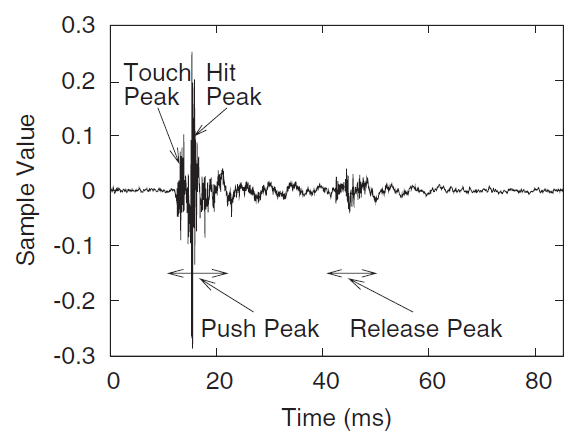 0.3
0.2
0.1
0
-0.1
-0.2
-0.3
Sample Value
Touch Hit
Peak Peak
Push Peak Release Peak
0 20 40 60 80
Time (ms)